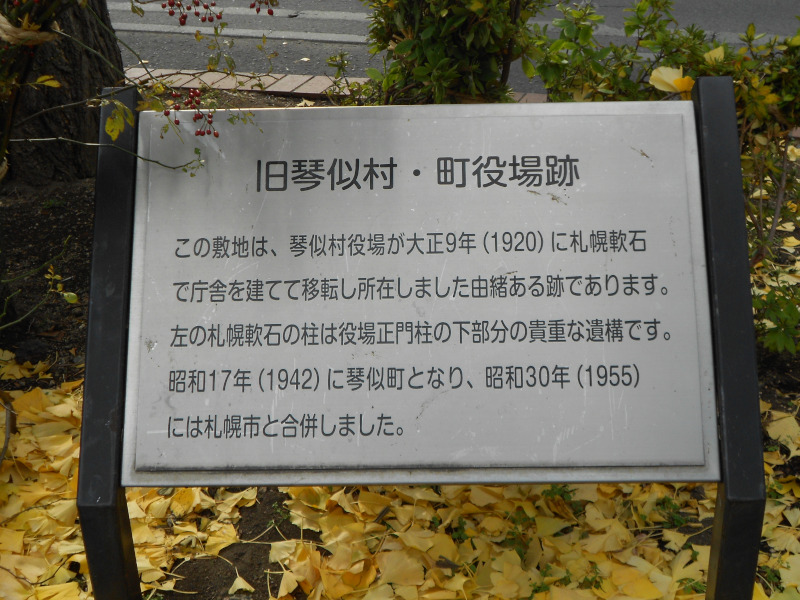 旧琴似村・町役場跡
この敷地は、琴似村役場が大正9年(1920)に札幌軟石
で庁舎を建てて移転し所在しました由緒ある跡であります。
左の札幌軟石の柱は役場正門柱の下部分の貴重な遺構です。
昭和17年(1942)に琴似町となり、昭和30年(1955)
には札幌市と合併しました。